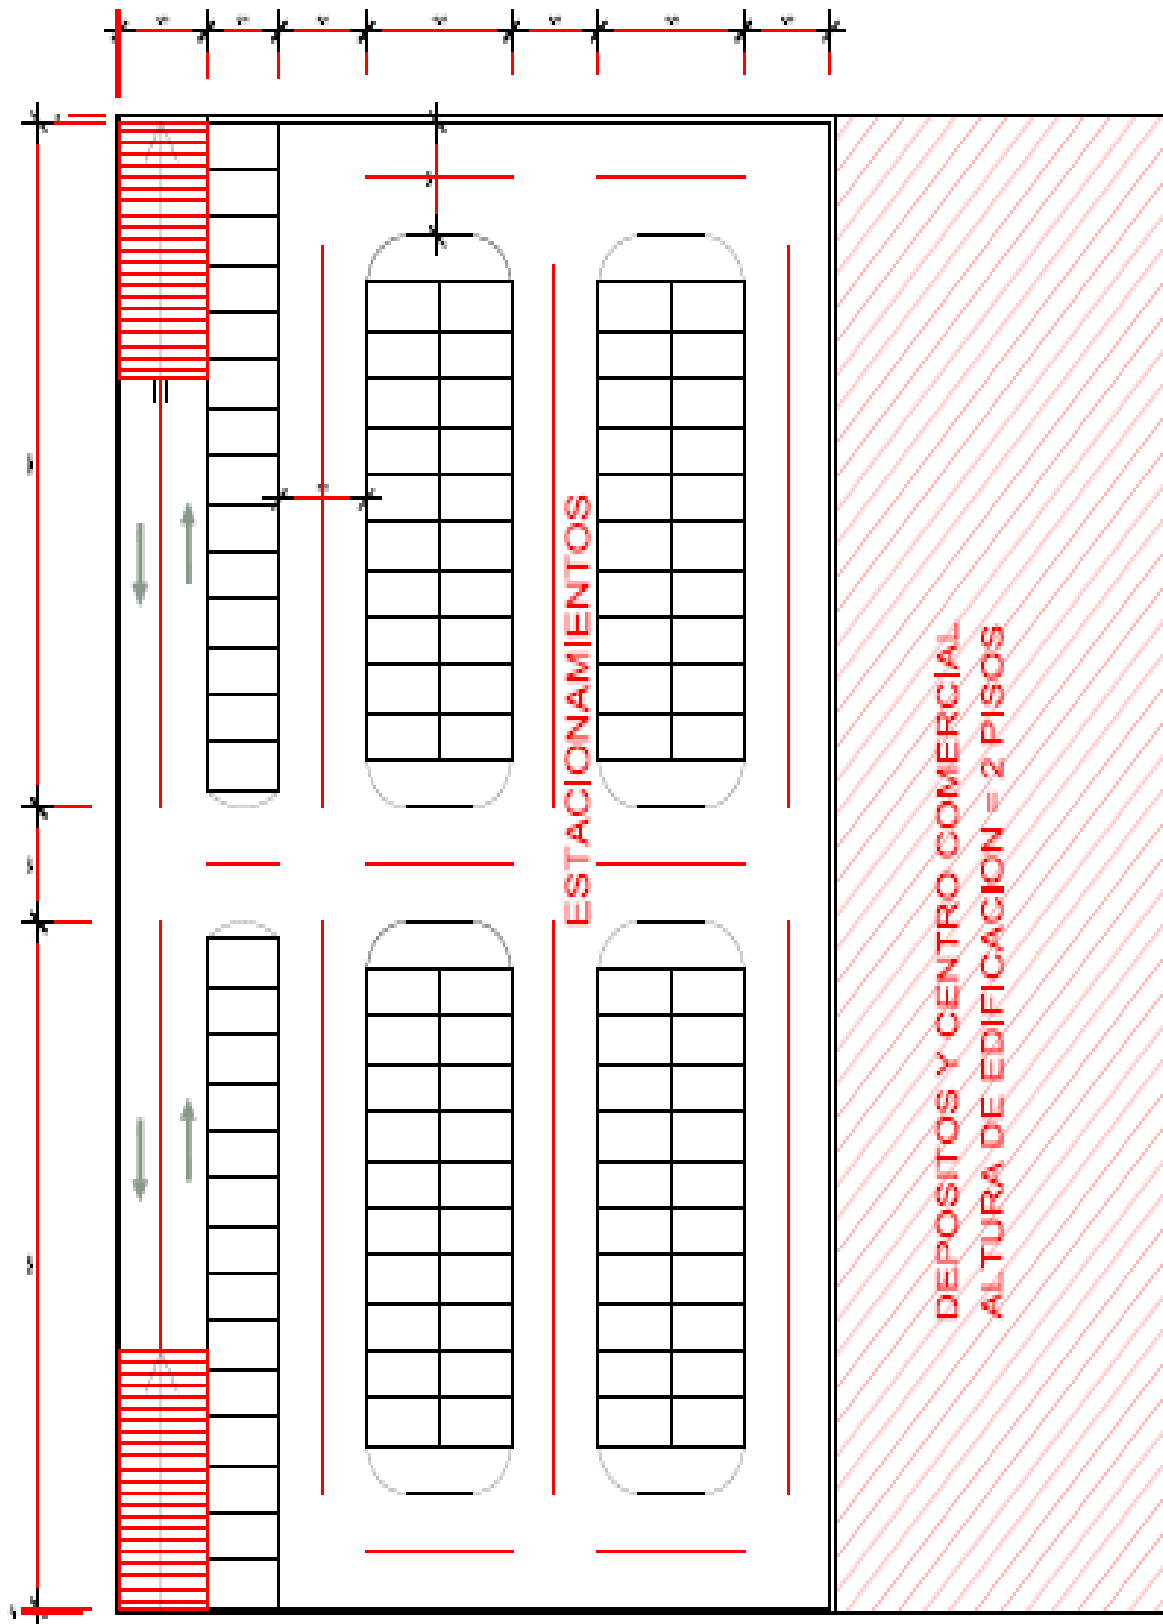 ESTACIONAMIENTOS
DEPOSITOS Y CENTRO COMERCIAL
ALTURA DE EDIFICACION = 2 PISOS